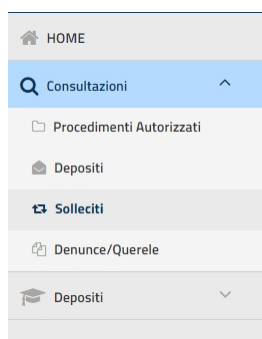 HOME
Consultazioni
Procedimenti Autorizzati
Depositi
Solleciti
Denunce/Querele
Depositi